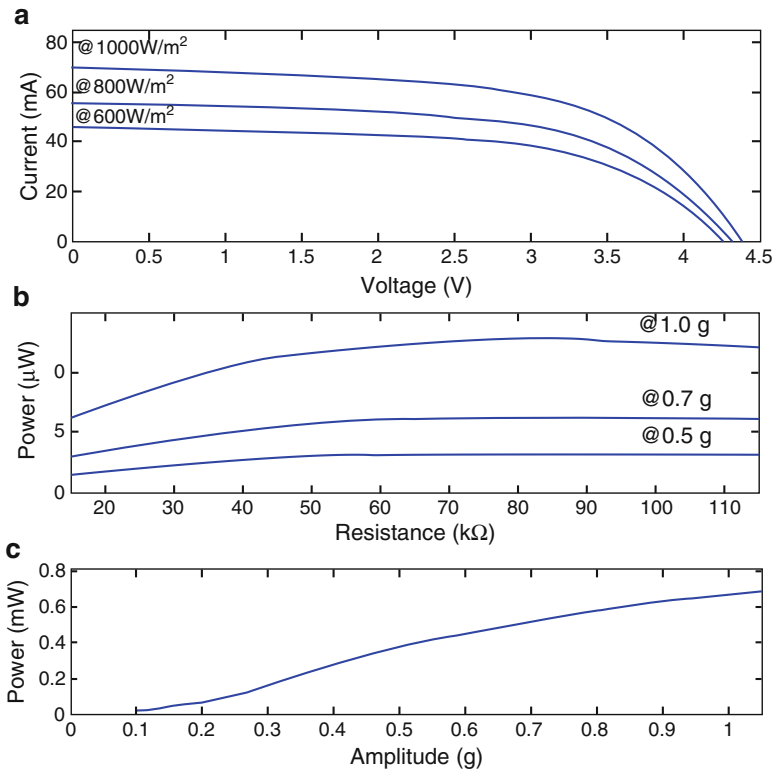 a
80
60
40
20
0
Current (mA)
@1000W/m²
@800W/m²
@600W/m²
0 0.5 1 1.5 2 2.5 3 3.5 4 4.5
Voltage (V)
b
0
5
0
Power (μW)
@1.0 g
@0.7 g
@0.5 g
20 30 40 50 60 70 80 90 100 110
Resistance (kΩ)
c
0.8
0.6
0.4
0.2
0
Power (mW)
0 0.1 0.2 0.3 0.4 0.5 0.6 0.7 0.8 0.9 1
Amplitude (g)